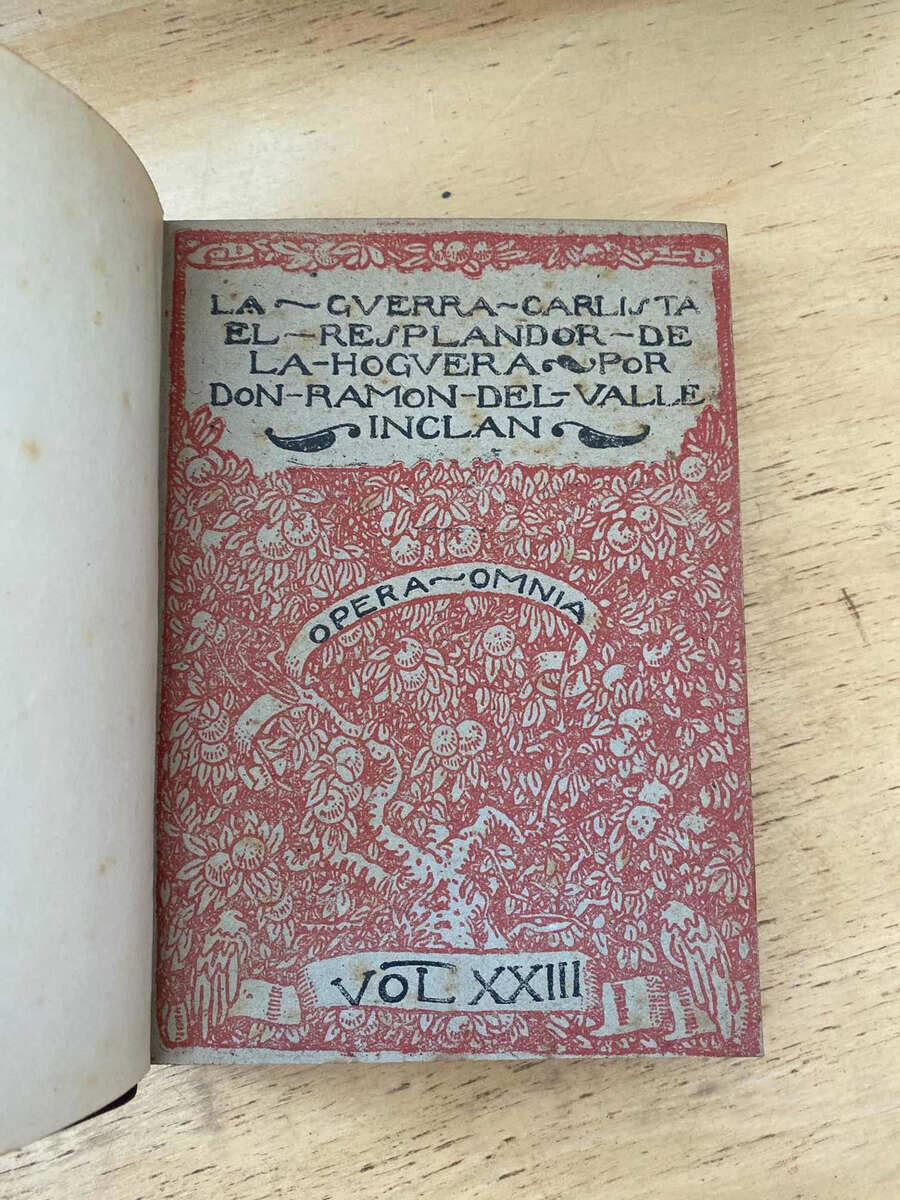 LA~GVERRA~CARLISTA
EL-RESPLANDOR-DE
LA-HOGVERA~POR
DON-RAMON-DEL-VALLE
INCLAN
OPERA~OMNIA
VOL XXIII